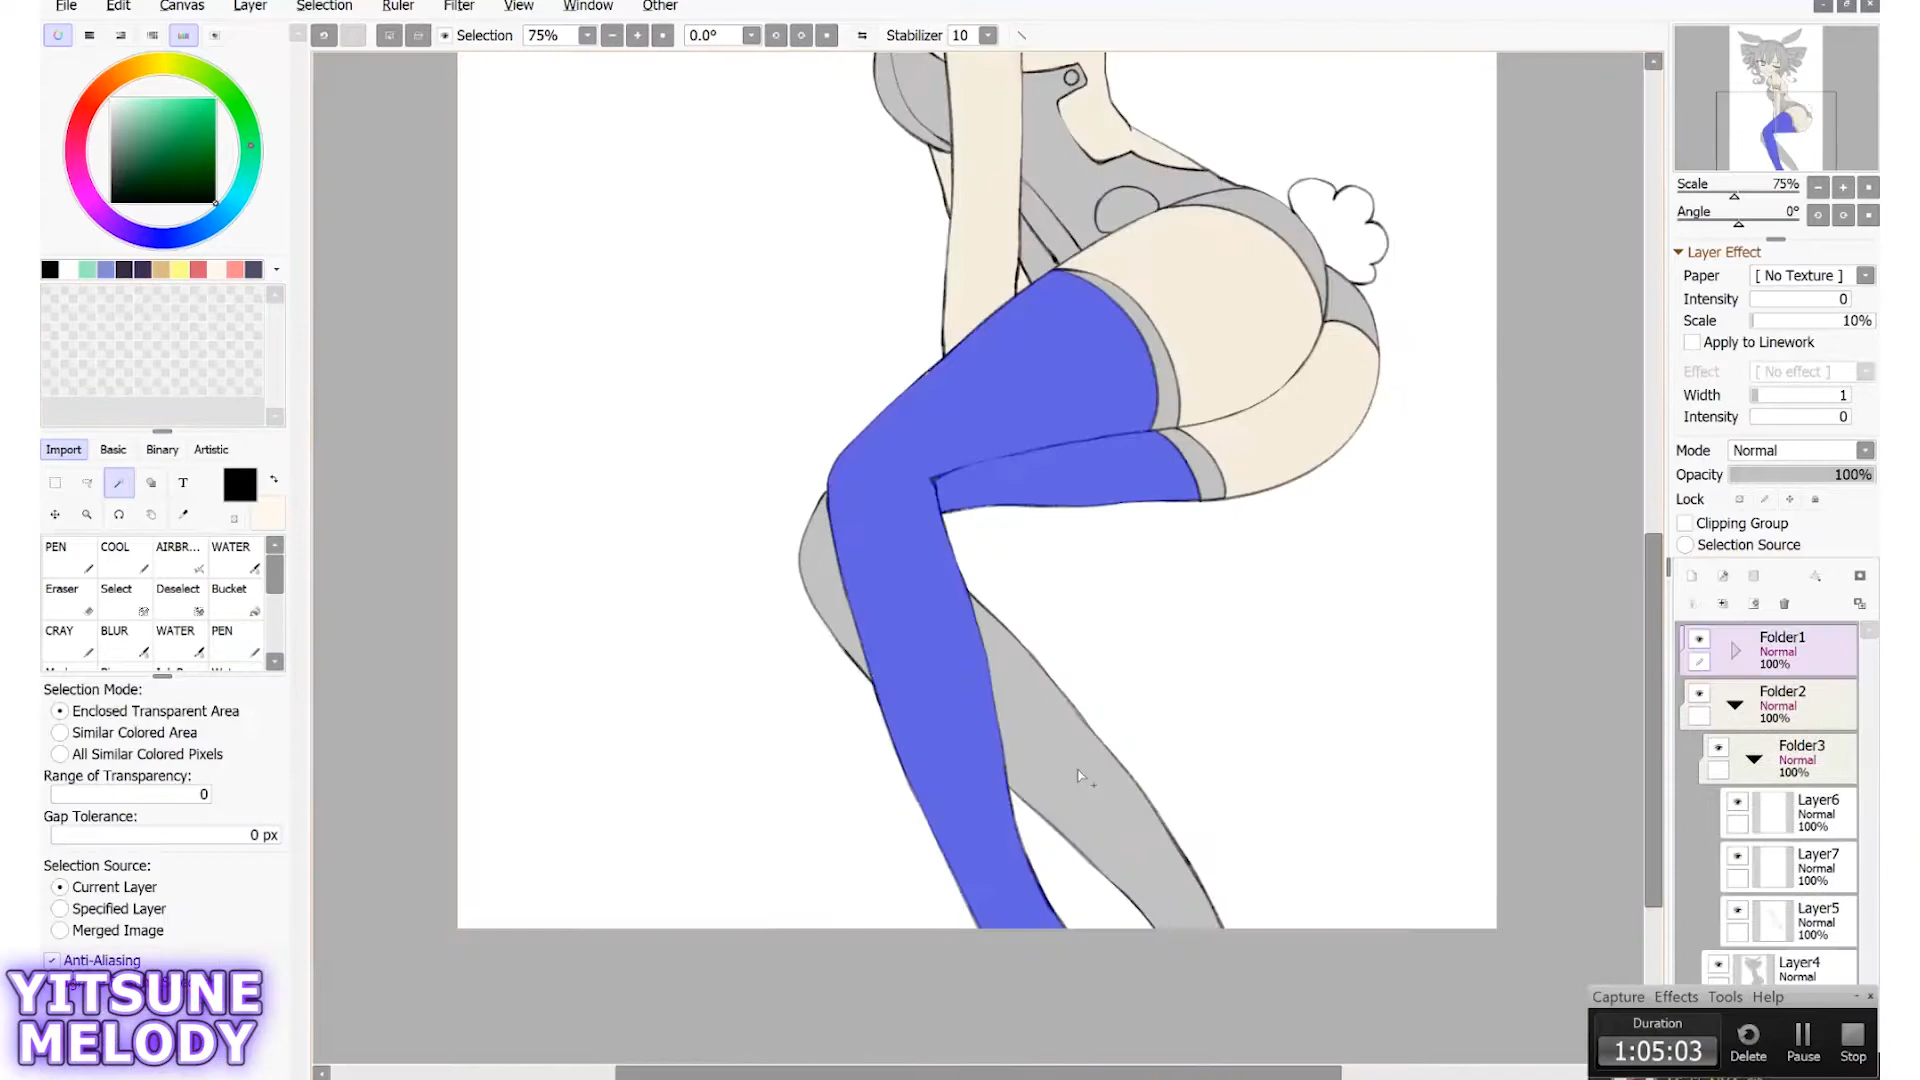 File Edit Canvas Layer Selection Ruler Filter View Window Other
Selection 75% 0.0° Stabilizer 10
Scale 75%
Angle 0°
Layer Effect
Paper [ No Texture ]
Intensity 0
Scale 10%
Apply to Linework
Effect [ No effect ]
Width 1
Intensity 0
Mode Normal
Opacity 100%
Lock
Clipping Group
Selection Source
Folder1
Normal
100%
Folder2
Normal
100%
Folder3
Normal
100%
Layer6
Normal
100%
Layer7
Normal
100%
Layer5
Normal
100%
Layer4
Normal
Import Basic Binary Artistic
T
PEN COOL AIRBR... WATER
Eraser Select Deselect Bucket
CRAY BLUR WATER PEN
Selection Mode:
Enclosed Transparent Area
Similar Colored Area
All Similar Colored Pixels
Range of Transparency:
0
Gap Tolerance:
0 px
Selection Source:
Current Layer
Specified Layer
Merged Image
Anti-Aliasing
YITSUNE
MELODY
Capture Effects Tools Help
Duration
1:05:03
Delete Pause Stop